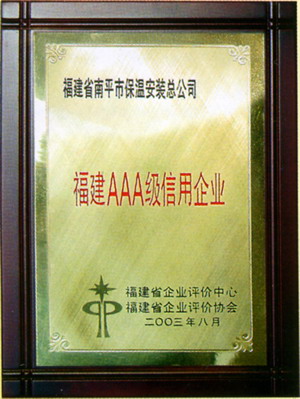 福建省南平市保温安装总公司
福建AAA级信用企业
福建省企业评价中心
福建省企业评价协会
二〇〇三年八月